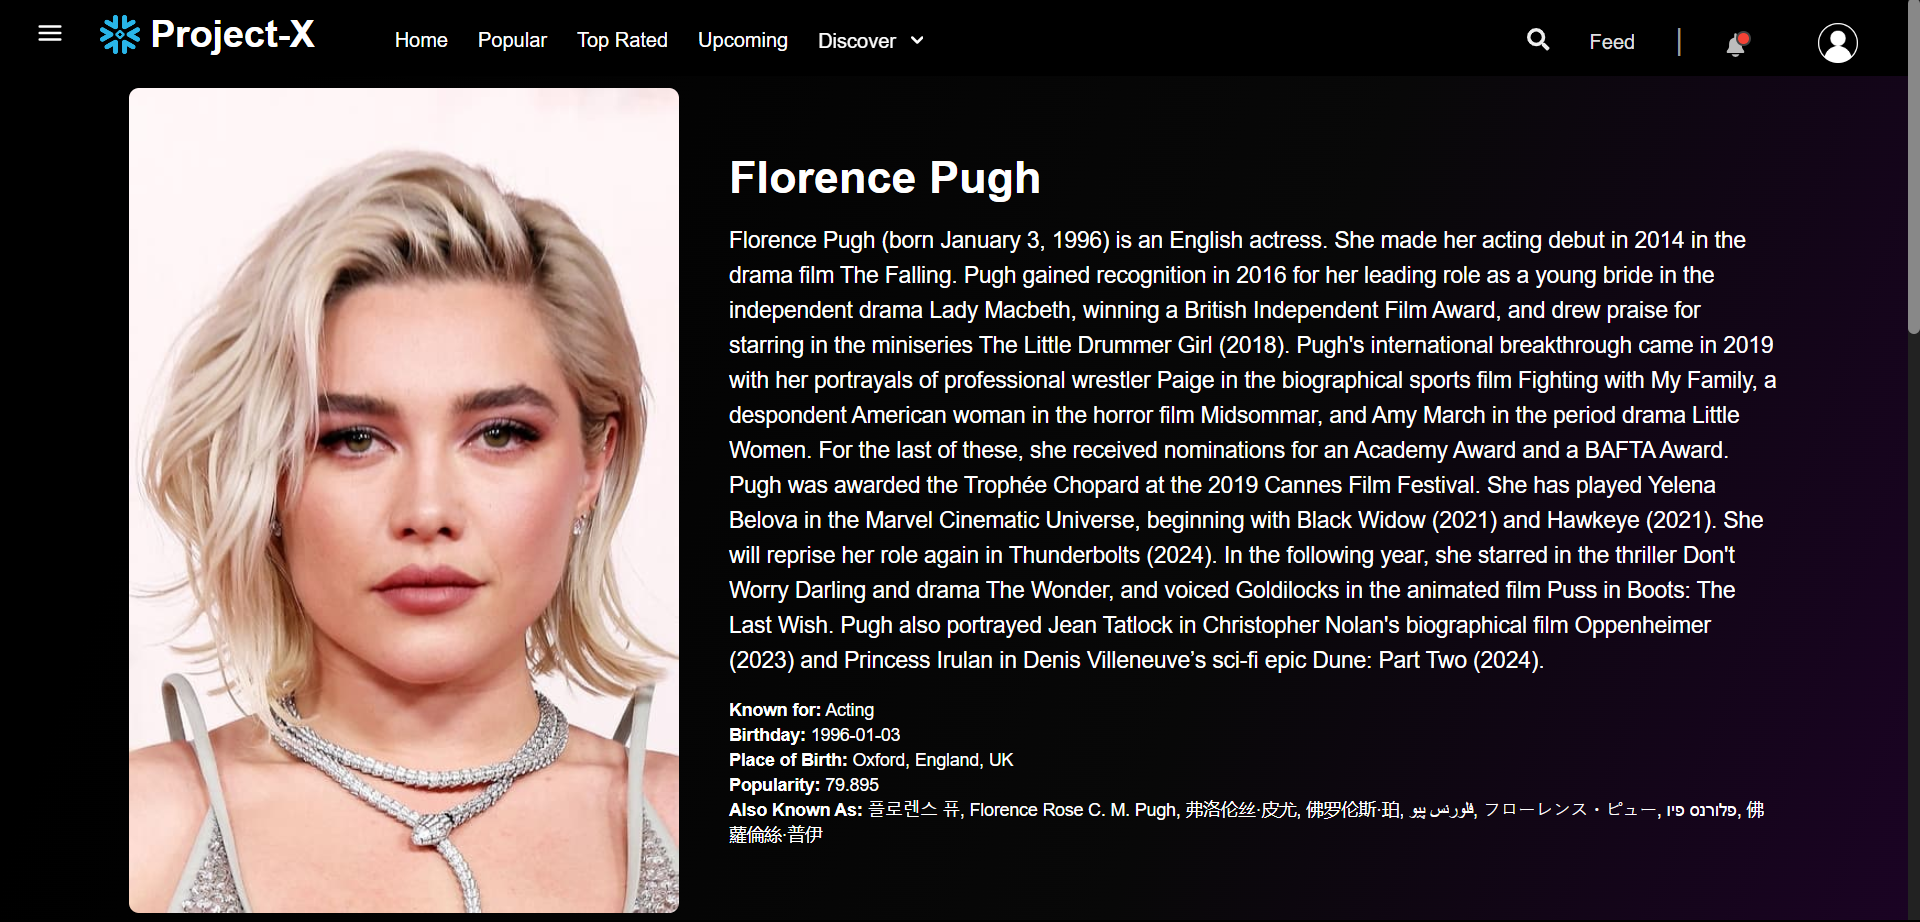 Project-X
Home Popular Top Rated Upcoming Discover
Feed
Florence Pugh
Florence Pugh (born January 3, 1996) is an English actress. She made her acting debut in 2014 in the
drama film The Falling. Pugh gained recognition in 2016 for her leading role as a young bride in the
independent drama Lady Macbeth, winning a British Independent Film Award, and drew praise for
starring in the miniseries The Little Drummer Girl (2018). Pugh's international breakthrough came in 2019
with her portrayals of professional wrestler Paige in the biographical sports film Fighting with My Family, a
despondent American woman in the horror film Midsommar, and Amy March in the period drama Little
Women. For the last of these, she received nominations for an Academy Award and a BAFTA Award.
Pugh was awarded the Trophée Chopard at the 2019 Cannes Film Festival. She has played Yelena
Belova in the Marvel Cinematic Universe, beginning with Black Widow (2021) and Hawkeye (2021). She
will reprise her role again in Thunderbolts (2024). In the following year, she starred in the thriller Don't
Worry Darling and drama The Wonder, and voiced Goldilocks in the animated film Puss in Boots: The
Last Wish. Pugh also portrayed Jean Tatlock in Christopher Nolan's biographical film Oppenheimer
(2023) and Princess Irulan in Denis Villeneuve’s sci-fi epic Dune: Part Two (2024).
Known for: Acting
Birthday: 1996-01-03
Place of Birth: Oxford, England, UK
Popularity: 79.895
Also Known As: 플로렌스 퓨, Florence Rose C. M. Pugh, 弗洛伦丝·皮尤, 佛罗伦斯·珀, فلورنس پیو, フローレンス・ピュー, פלורנס פיו, 佛
蘿倫絲·普伊